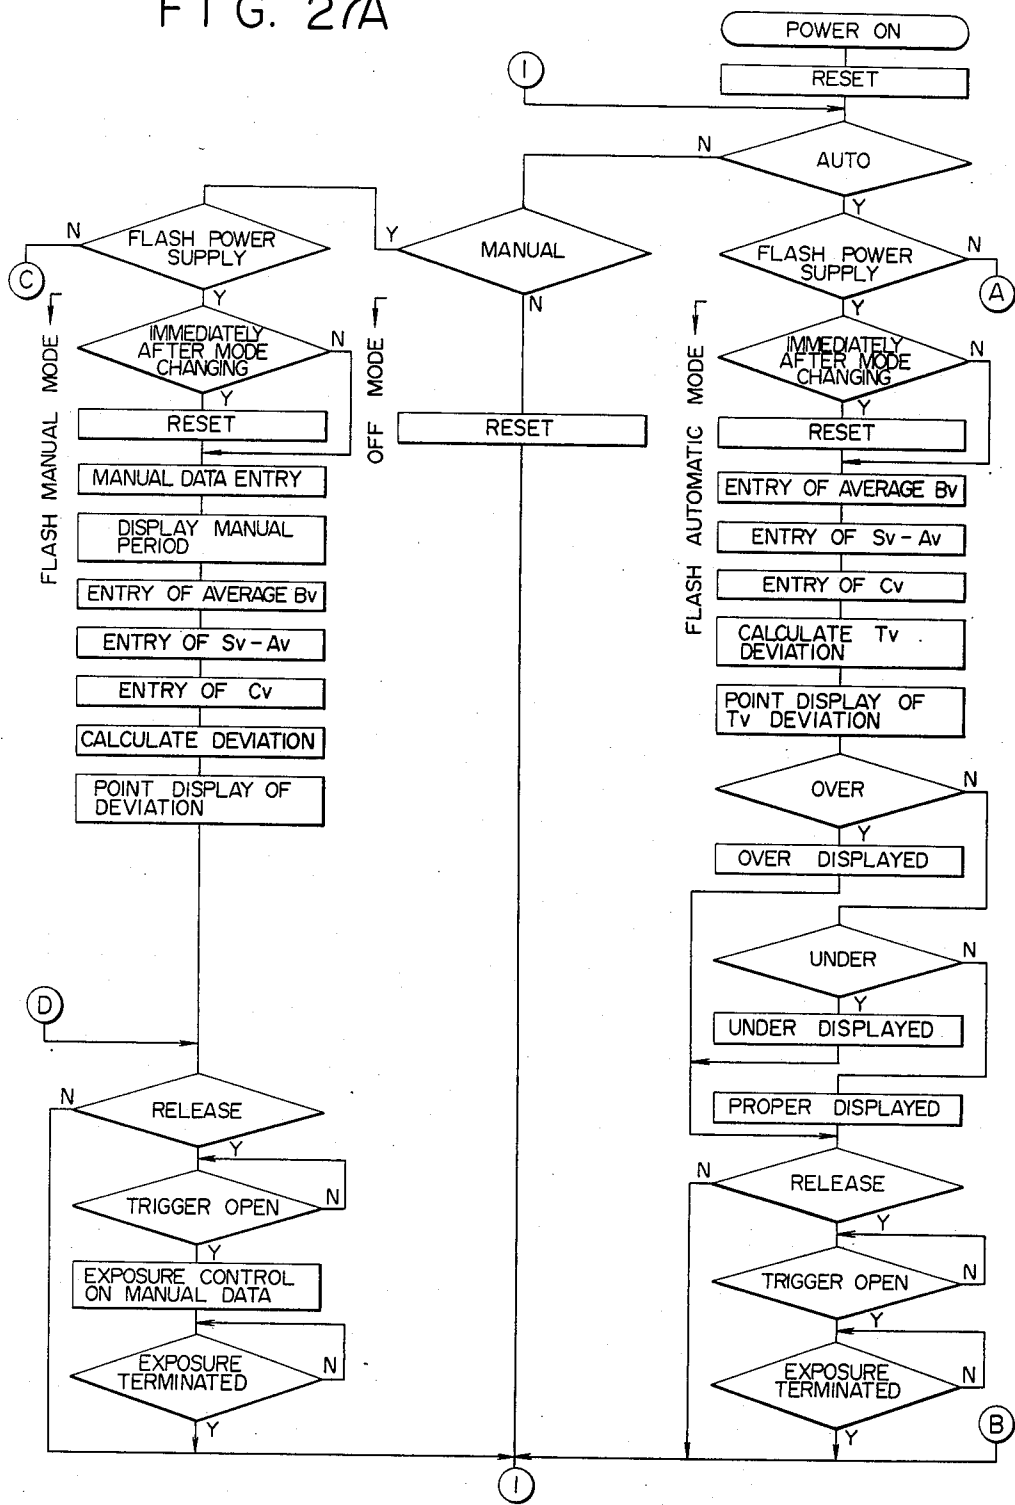 FIG. 27A
POWER ON
RESET
1
AUTO
N
Y
MANUAL
Y
N
FLASH POWER
SUPPLY
N
Y
C
FLASH MANUAL MODE
IMMEDIATELY
AFTER MODE
CHANGING
N
Y
RESET
MANUAL DATA ENTRY
DISPLAY MANUAL
PERIOD
ENTRY OF AVERAGE Bv
ENTRY OF Sv-Av
ENTRY OF Cv
CALCULATE DEVIATION
POINT DISPLAY OF
DEVIATION
D
RELEASE
N
Y
TRIGGER OPEN
N
Y
EXPOSURE CONTROL
ON MANUAL DATA
EXPOSURE
TERMINATED
N
Y
OFF MODE
RESET
FLASH POWER
SUPPLY
N
Y
A
FLASH AUTOMATIC MODE
IMMEDIATELY
AFTER MODE
CHANGING
N
Y
RESET
ENTRY OF AVERAGE Bv
ENTRY OF Sv-Av
ENTRY OF Cv
CALCULATE Tv
DEVIATION
POINT DISPLAY OF
Tv DEVIATION
OVER
N
Y
OVER DISPLAYED
UNDER
N
Y
UNDER DISPLAYED
PROPER DISPLAYED
RELEASE
N
Y
TRIGGER OPEN
N
Y
EXPOSURE
TERMINATED
N
Y
B
1